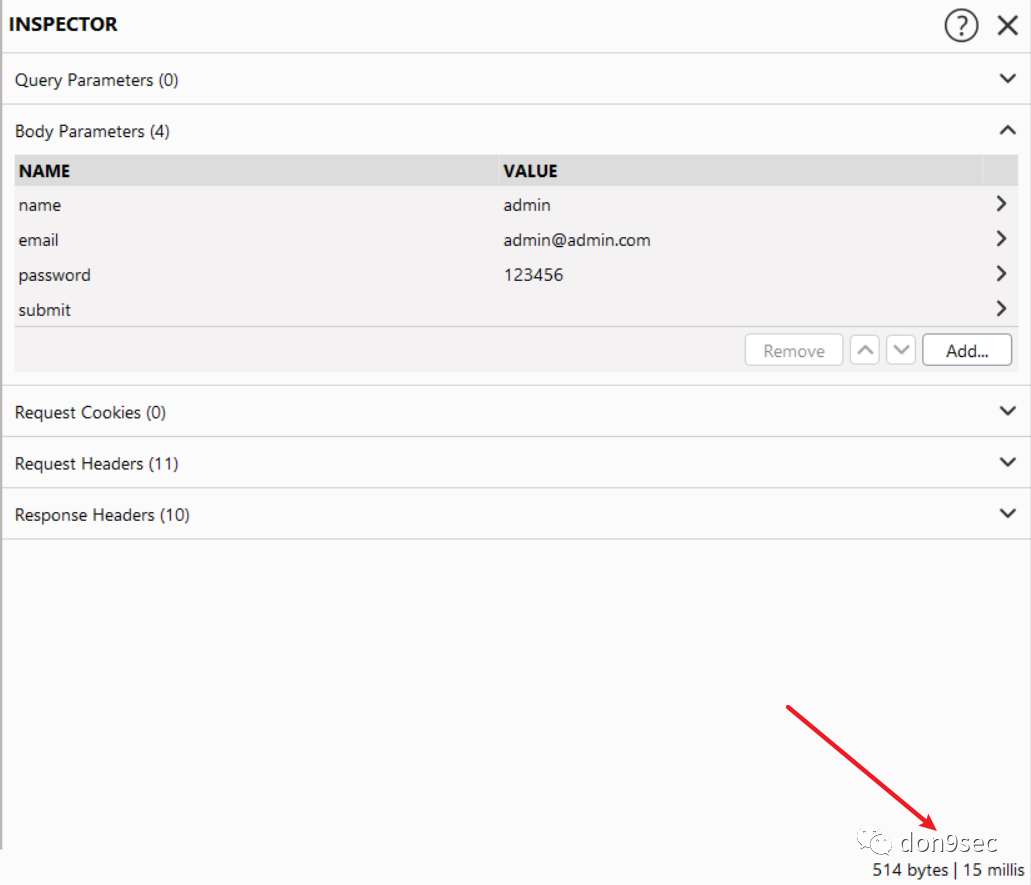 INSPECTOR
Query Parameters (0)
Body Parameters (4)
NAME VALUE
name admin
email admin@admin.com
password 123456
submit
Remove Add...
Request Cookies (0)
Request Headers (11)
Response Headers (10)
don9sec
514 bytes | 15 millis